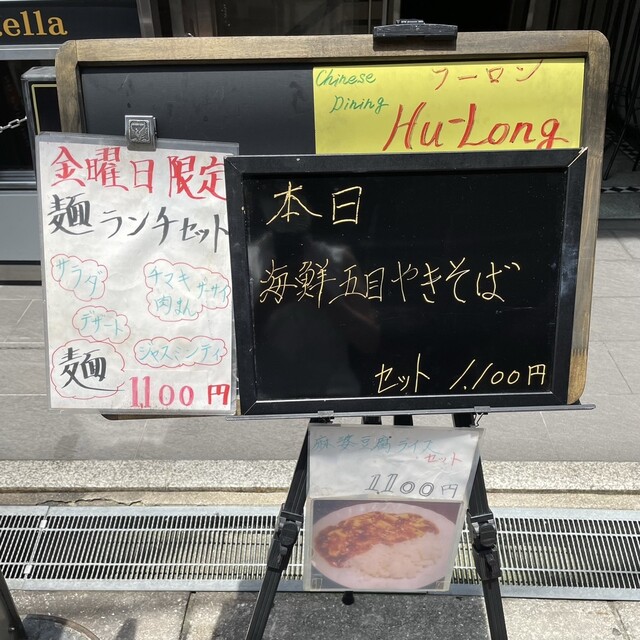 ella
Chinese
Dining
フーロン
Hu-Long
金曜日限定
麺ランチセット
サラダ
チマキ ザーサイ
肉まん
デザート
麺
ジャスミンティ
1,100円
本日
海鮮五目やきそば
セット 1,100円
麻婆豆腐ライス
セット
1,100円